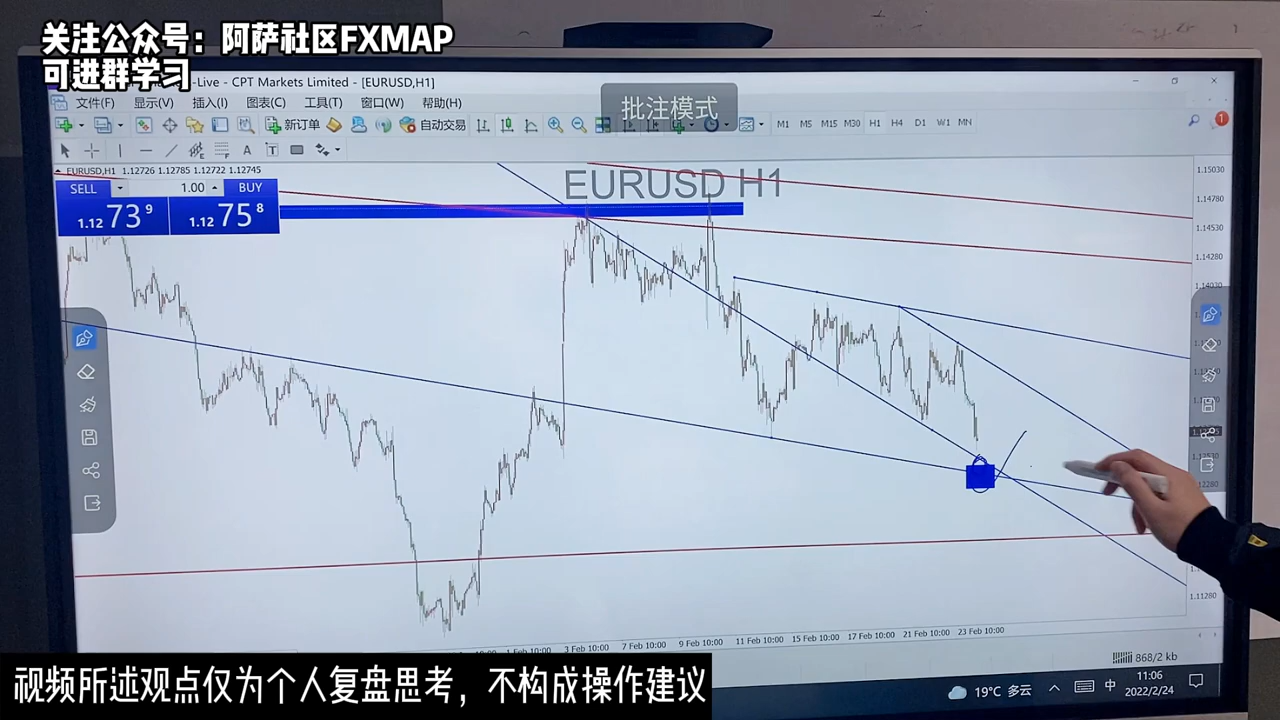 关注公众号：阿萨社区FXMAP
可进群学习
-Live - CPT Markets Limited - [EURUSD,H1]
批注模式
文件(F) 显示(V) 插入(I) 图表(C) 工具(T) 窗口(W) 帮助(H)
新订单 自动交易 M1 M5 M15 M30 H1 H4 D1 W1 MN
1
A T
EURUSD,H1 1.12726 1.12785 1.12722 1.12745
SELL 1.00 BUY
1.12 73 9 1.12 75 8
EURUSD H1
1.15030
1.14780
1.14530
1.14280
1.14030
1.12530
1.12280
1.11280
3 Feb 10:00 7 Feb 10:00 9 Feb 10:00 11 Feb 10:00 15 Feb 10:00 17 Feb 10:00 21 Feb 10:00 23 Feb 10:00
868/2 kb
19°C 多云 中 11:06
2022/2/24
视频所述观点仅为个人复盘思考，不构成操作建议